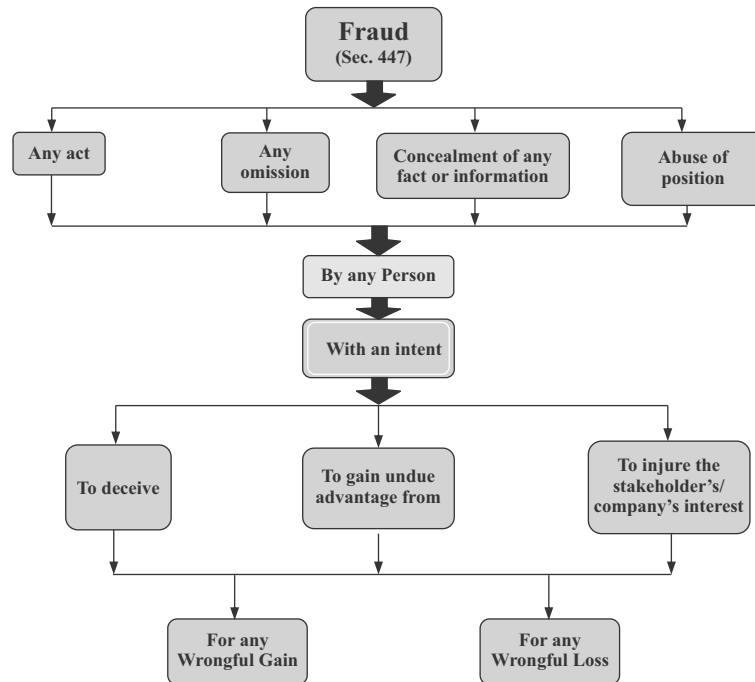 Fraud
(Sec. 447)
Any act
Any
omission
Concealment of any
fact or information
Abuse of
position
By any Person
With an intent
To deceive
To gain undue
advantage from
To injure the
stakeholder’s/
company’s interest
For any
Wrongful Gain
For any
Wrongful Loss